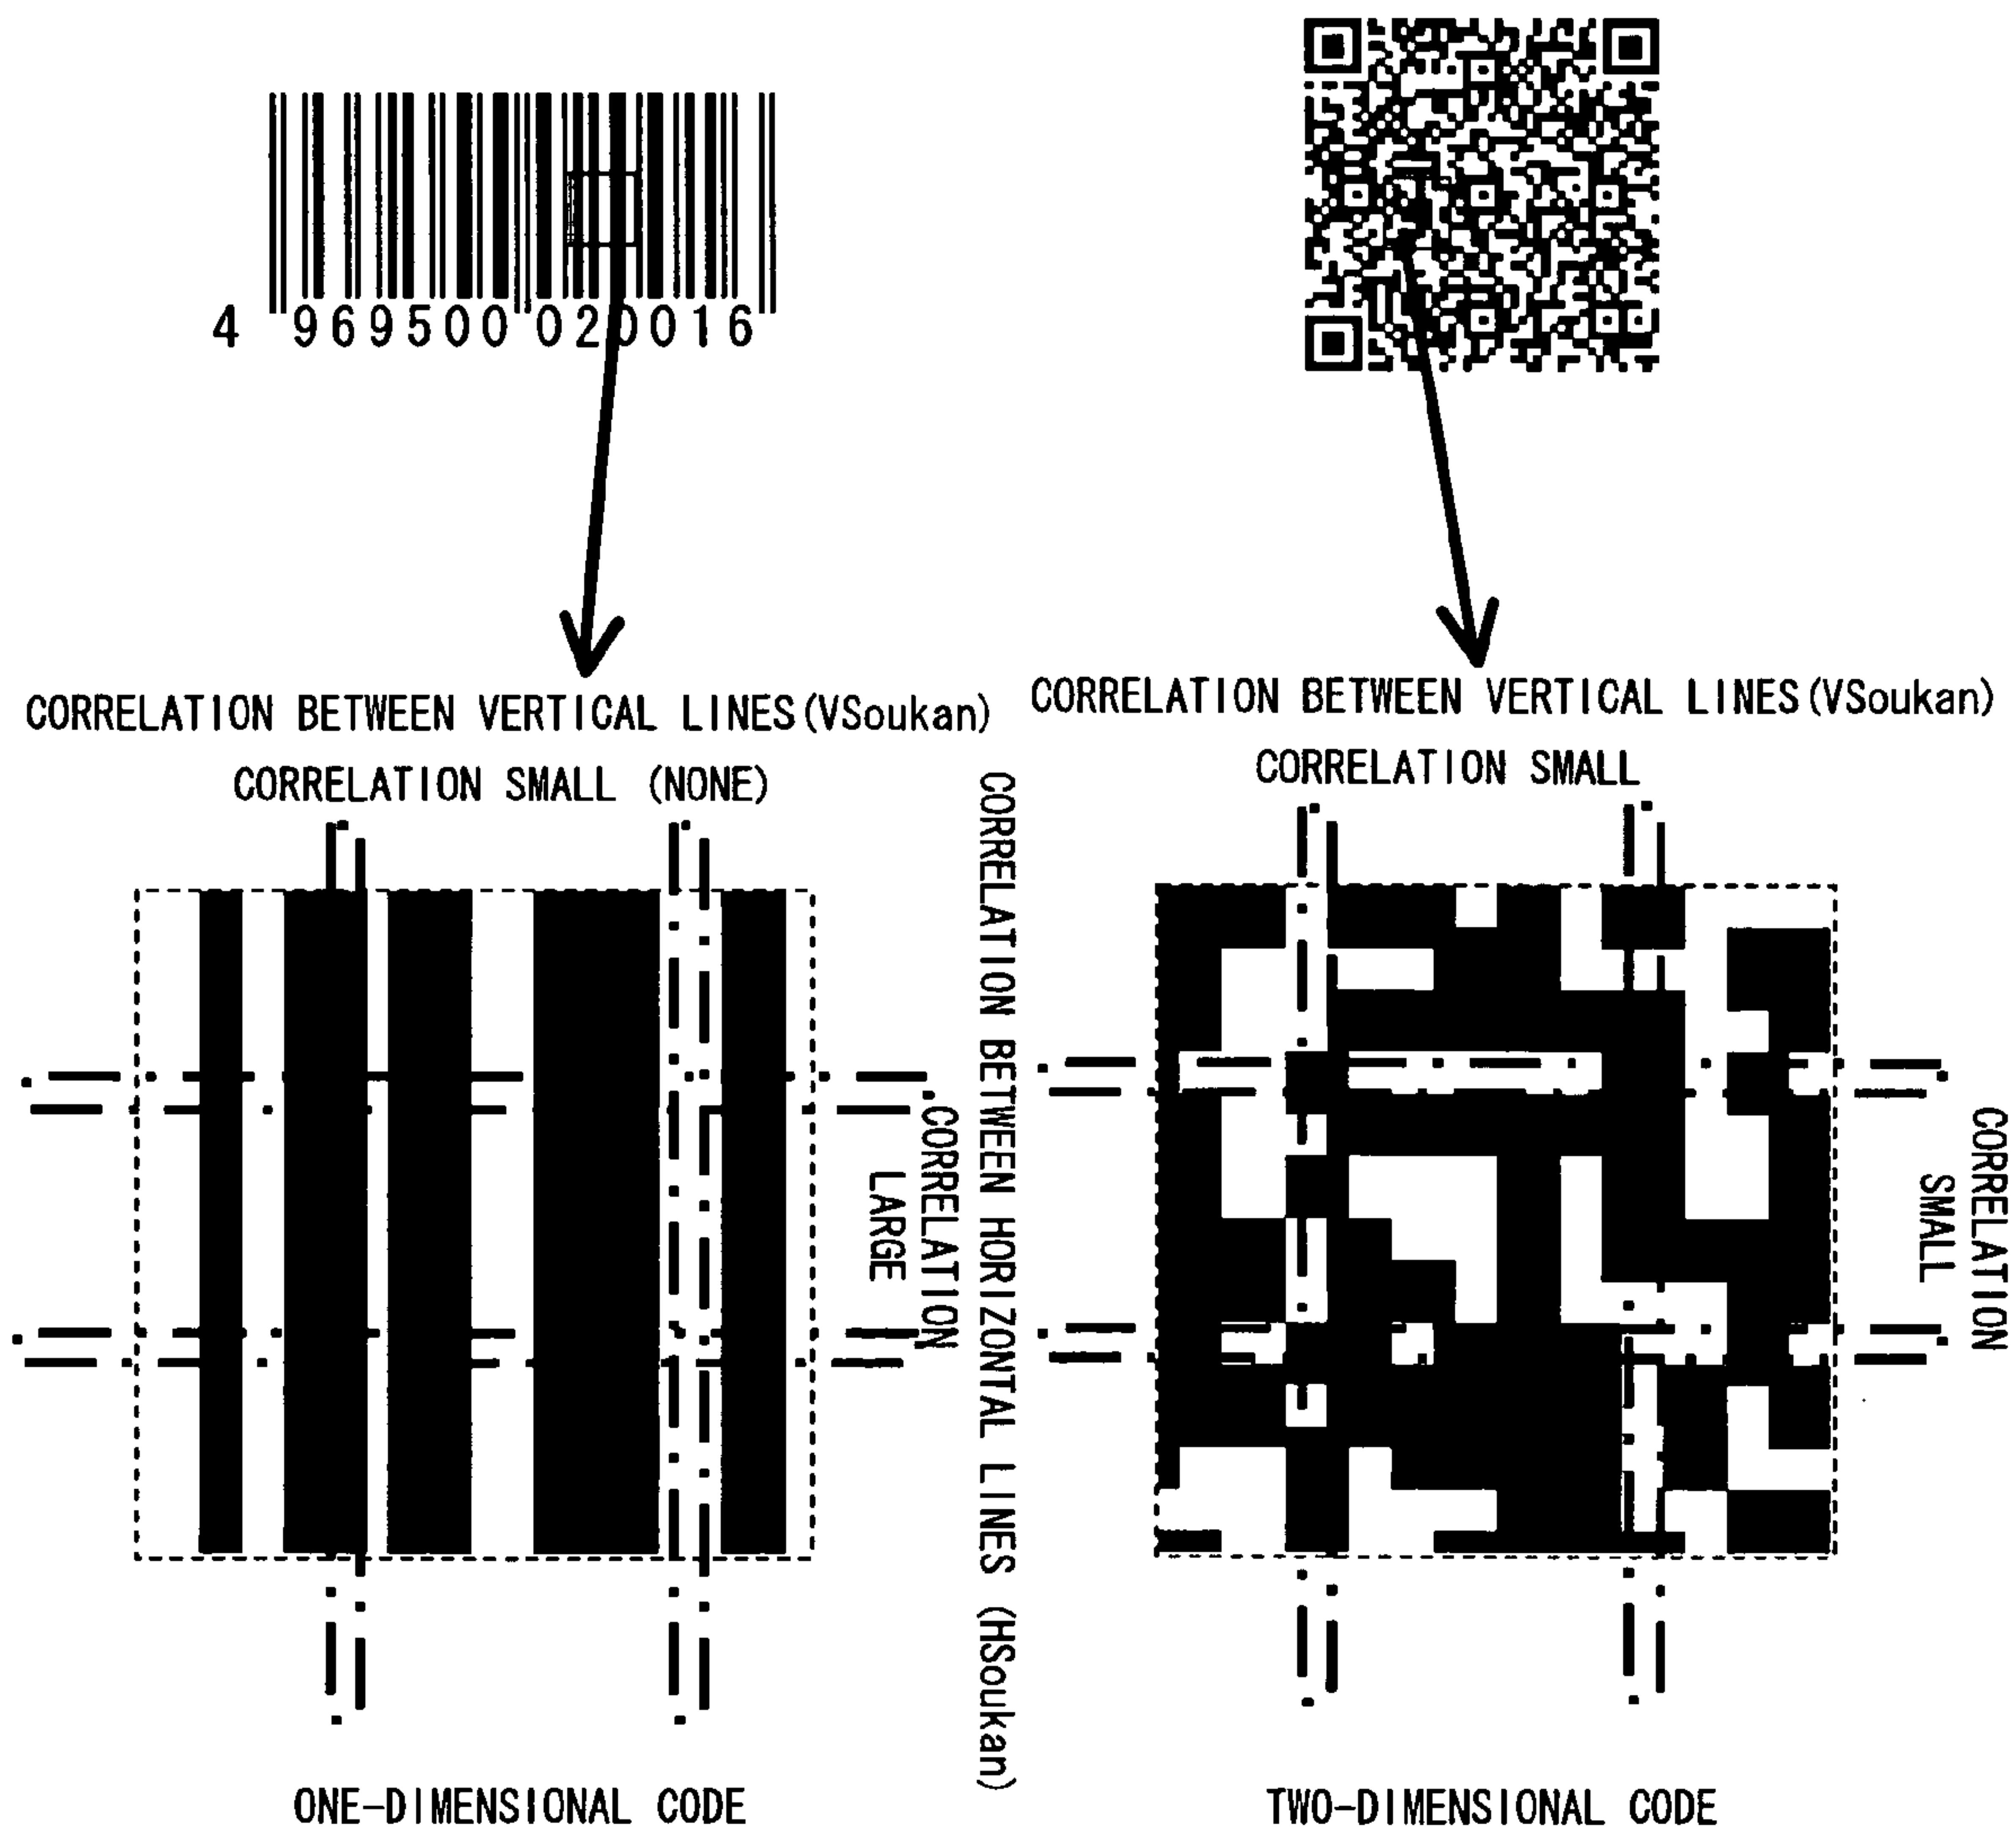 4 969500 020016
CORRELATION BETWEEN VERTICAL LINES(VSoukan)
CORRELATION SMALL (NONE)
CORRELATION BETWEEN VERTICAL LINES(VSoukan)
CORRELATION SMALL
CORRELATION
LARGE
CORRELATION BETWEEN HORIZONTAL LINES (HSoukan)
CORRELATION
SMALL
ONE-DIMENSIONAL CODE
TWO-DIMENSIONAL CODE